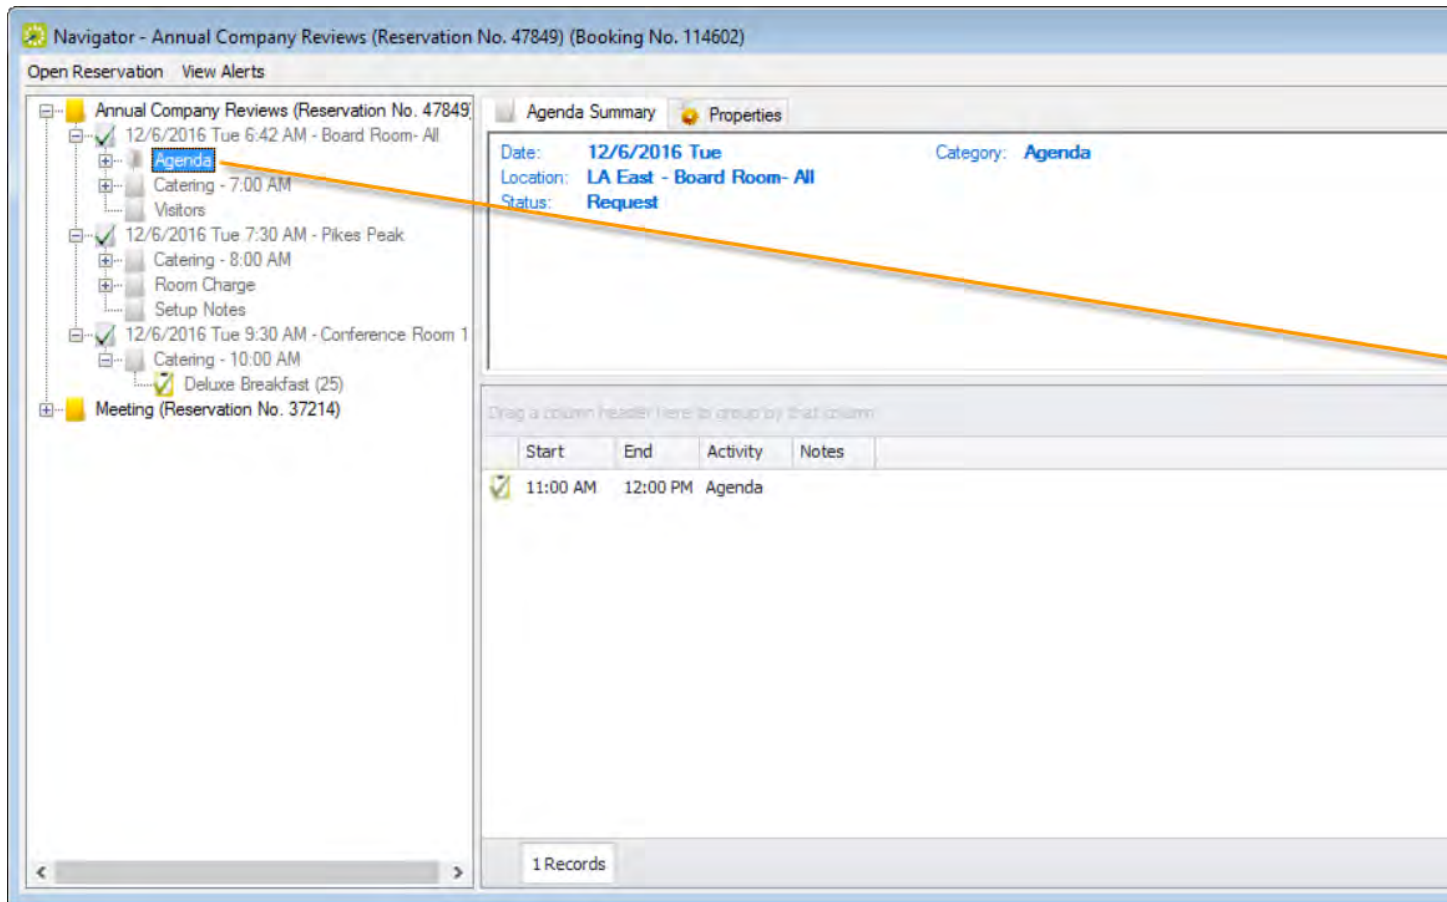 Navigator - Annual Company Reviews (Reservation No. 47849) (Booking No. 114602)
Open Reservation View Alerts
Annual Company Reviews (Reservation No. 47849)
12/6/2016 Tue 6:42 AM - Board Room- All
Agenda
Catering - 7:00 AM
Visitors
12/6/2016 Tue 7:30 AM - Pikes Peak
Catering - 8:00 AM
Room Charge
Setup Notes
12/6/2016 Tue 9:30 AM - Conference Room 1
Catering - 10:00 AM
Deluxe Breakfast (25)
Meeting (Reservation No. 37214)
Agenda Summary Properties
Date: 12/6/2016 Tue Category: Agenda
Location: LA East - Board Room- All
Status: Request
Drag a column header here to group by that column
Start End Activity Notes
11:00 AM 12:00 PM Agenda
1 Records